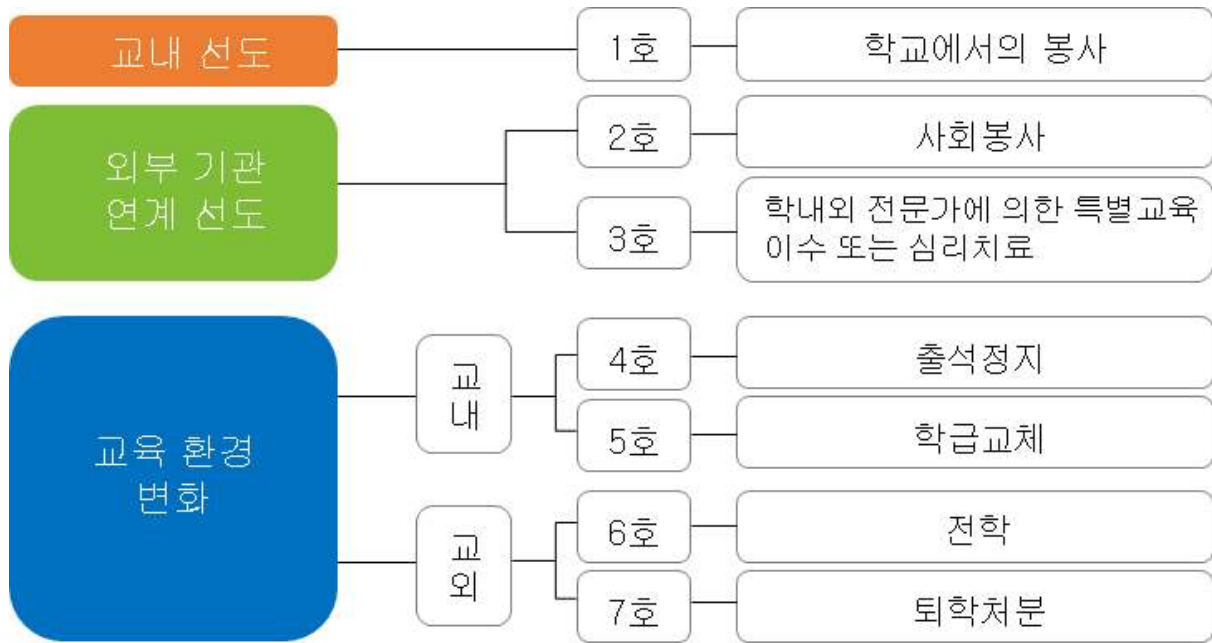 교내 선도
1호
학교에서의 봉사
외부 기관
연계 선도
2호
사회봉사
3호
학내외 전문가에 의한 특별교육
이수 또는 심리치료
교육 환경
변화
교
내
4호
출석정지
5호
학급교체
교
외
6호
전학
7호
퇴학처분